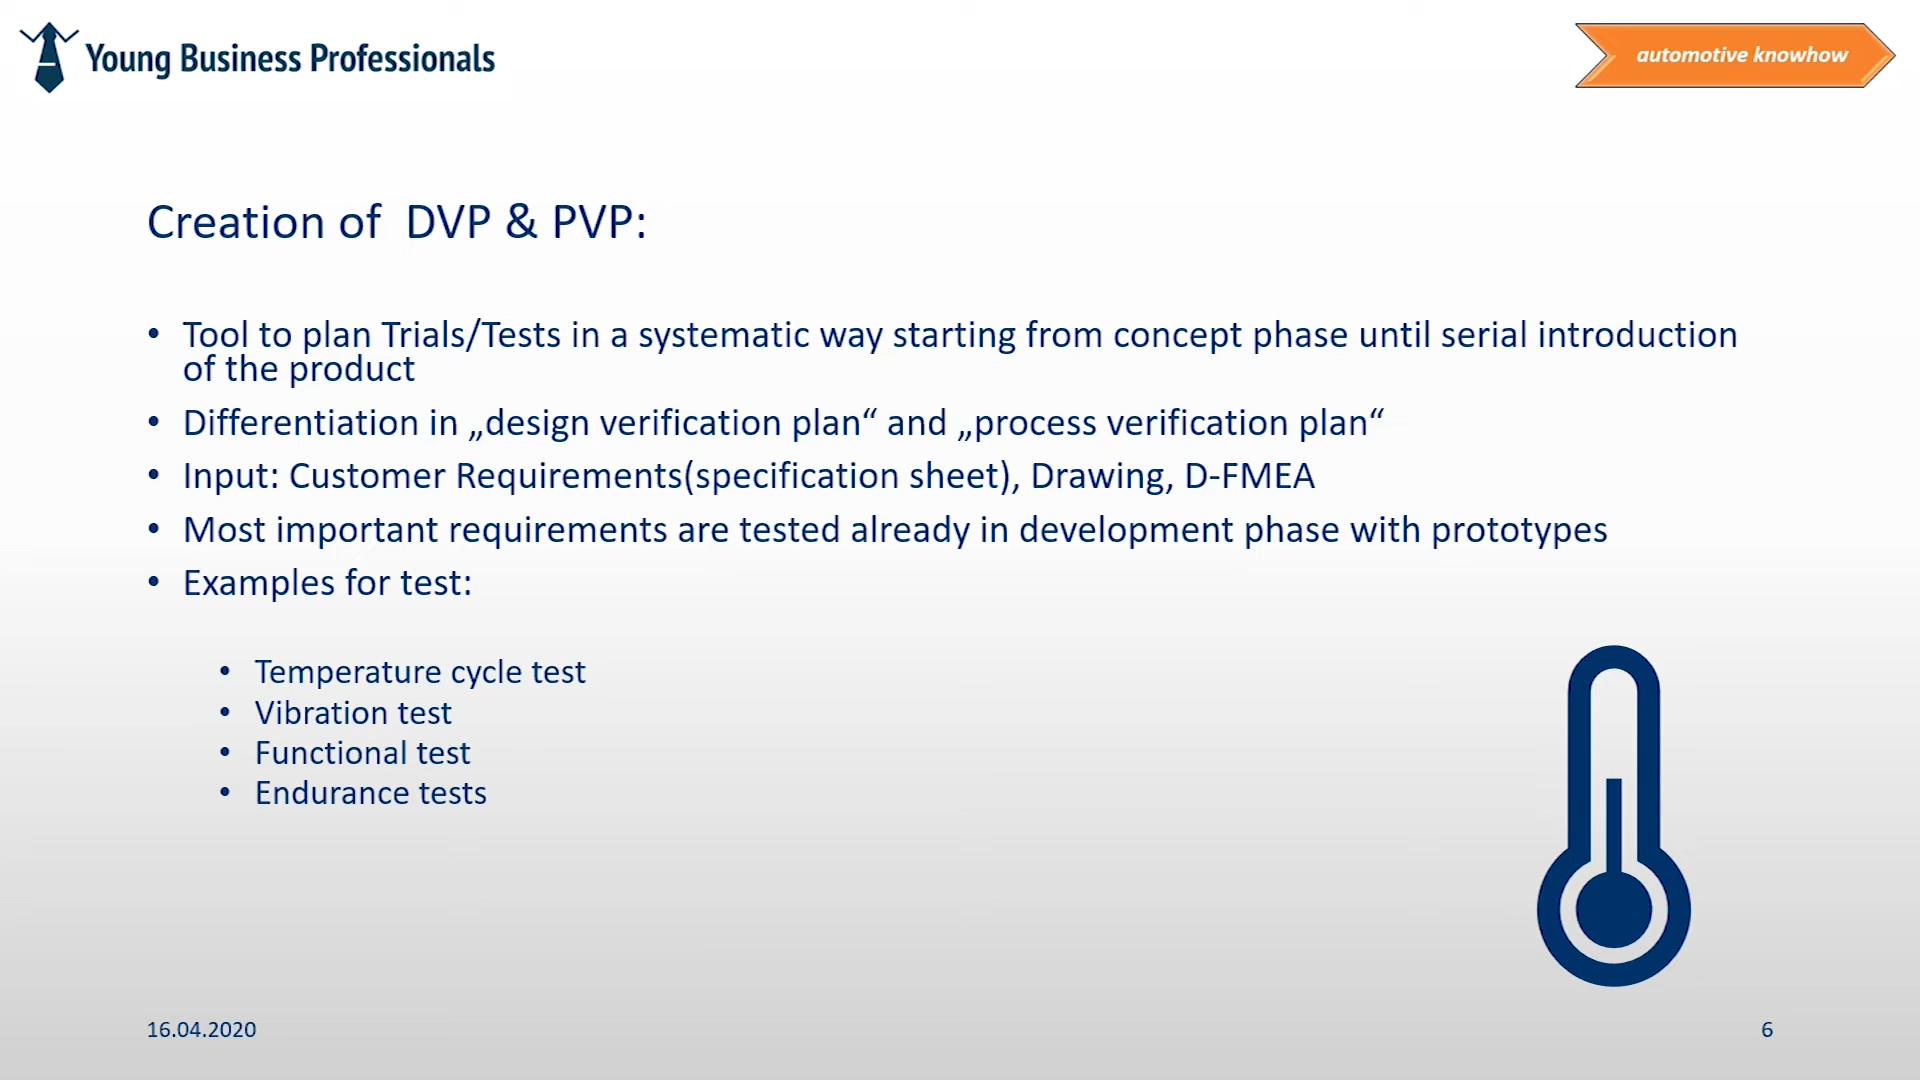 Young Business Professionals
automotive knowhow
Creation of  DVP & PVP:
• Tool to plan Trials/Tests in a systematic way starting from concept phase until serial introduction
of the product
• Differentiation in „design verification plan“ and „process verification plan“
• Input: Customer Requirements(specification sheet), Drawing, D-FMEA
• Most important requirements are tested already in development phase with prototypes
• Examples for test:
• Temperature cycle test
• Vibration test
• Functional test
• Endurance tests
16.04.2020
6